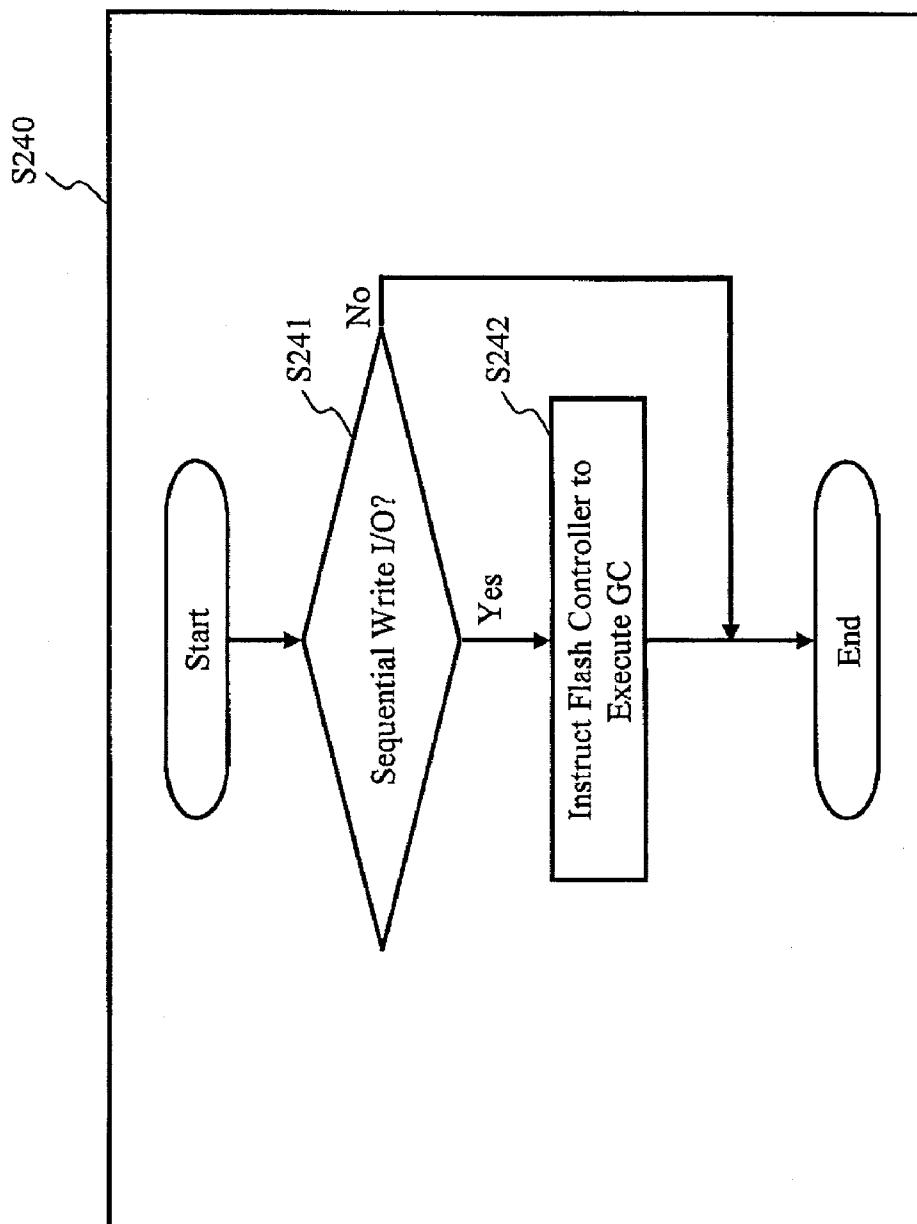 S240
Start
S241
Sequential Write I/O?
No
Yes
S242
Instruct Flash Controller to
Execute GC
End